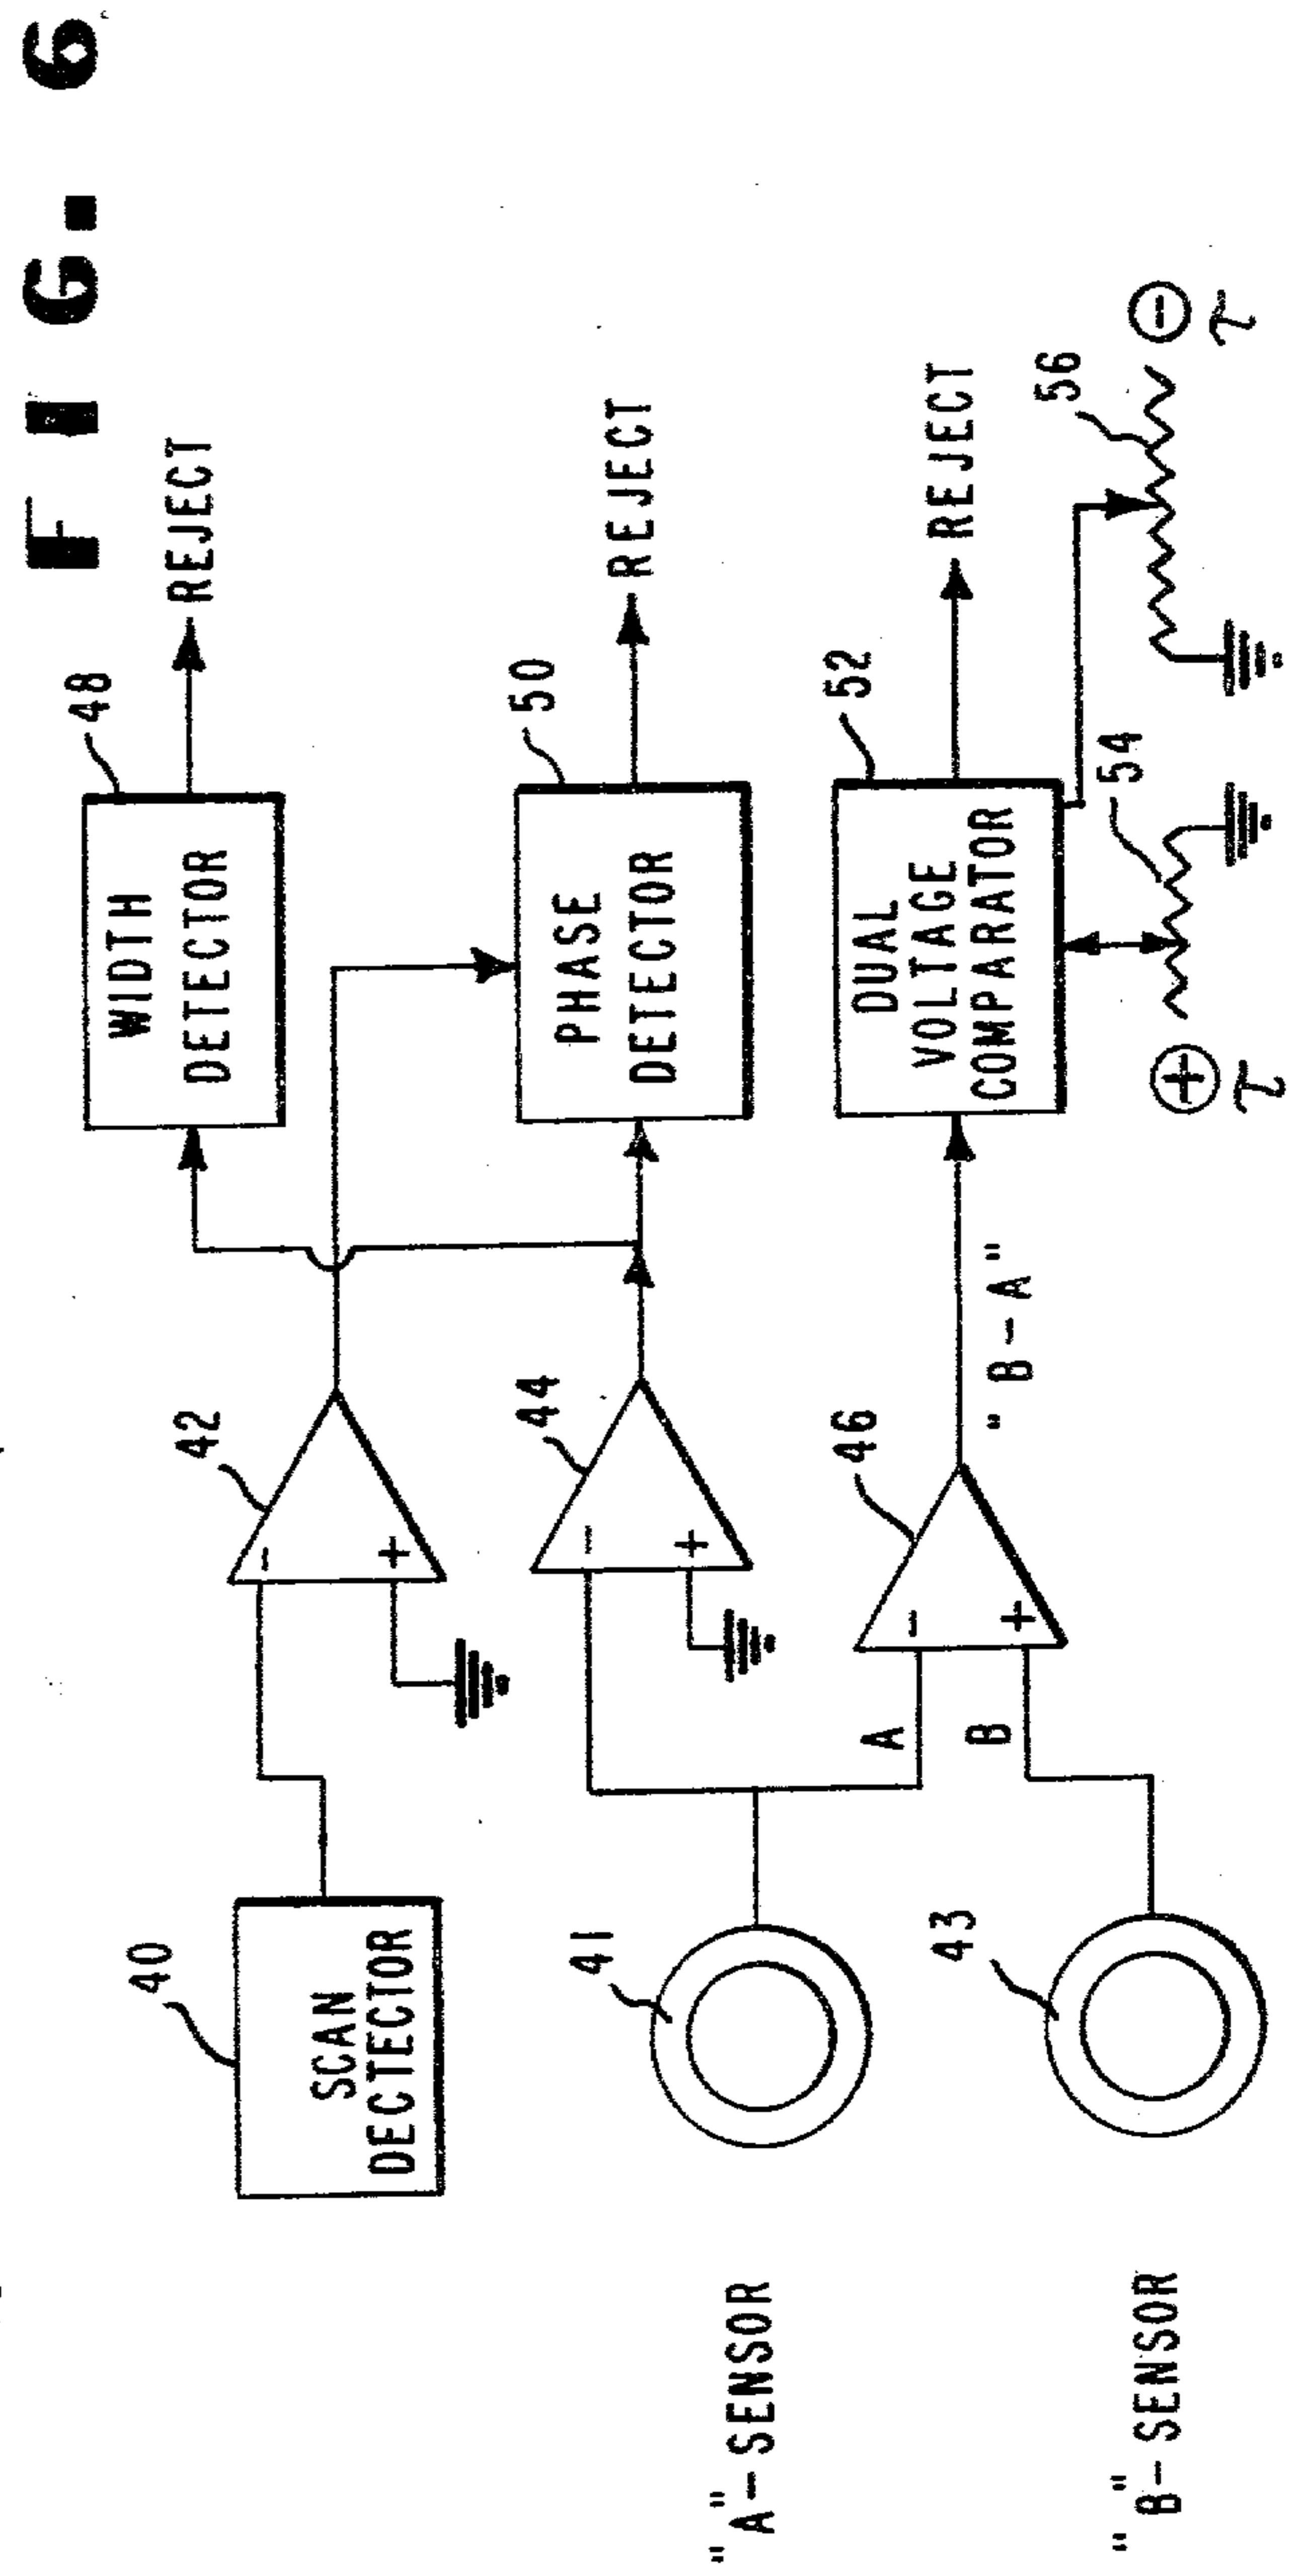 FIG. 6
40
SCAN
DECTECTOR
42
-
+
48
WIDTH
DETECTOR
REJECT
"A"-SENSOR
41
44
-
+
50
PHASE
DETECTOR
REJECT
"B"-SENSOR
43
A
B
46
-
+
"B-A"
52
DUAL
VOLTAGE
COMPARATOR
REJECT
54
+
τ
56
-
τ